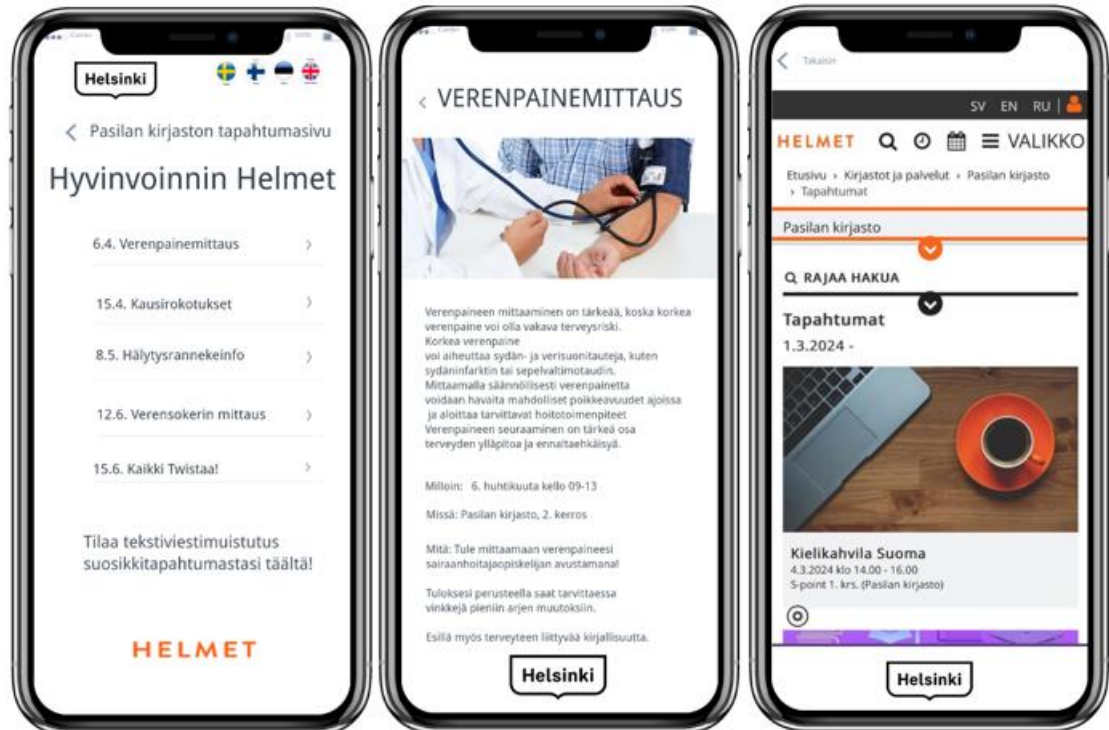 Helsinki
Pasilan kirjaston tapahtumasivu
Hyvinvoinnin Helmet
6.4. Verenpainemittaus
15.4. Kausirokotukset
8.5. Hälytysrannekeinfo
12.6. Verensokerin mittaus
15.6. Kaikki Twistaa!
Tilaa tekstiviestimuistutus
suosikkitapahtumastasi täältä!
HELMET
VERENPAINEMITTAUS
Verenpaineen mittaaminen on tärkeää, koska korkea
verenpaine voi olla vakava terveysriski.
Korkea verenpaine
voi aiheuttaa sydän- ja verisuonitauteja, kuten
sydäninfarktin tai sepelvaltimotaudin.
Mittaamalla säännöllisesti verenpainetta
voidaan havaita mahdolliset poikkeavuudet ajoissa
ja aloittaa tarvittavat hoitotoimenpiteet
Verenpaineen seuraaminen on tärkeä osa
terveyden ylläpitoa ja ennaltaehkäisyä.
Milloin: 6. huhtikuuta kello 09-13
Missä: Pasilan kirjasto, 2. kerros
Mitä: Tule mittaamaan verenpaineesi
sairaanhoitajaopiskelijan avustamana!
Tuloksesi perusteella saat tarvittaessa
vinkkejä pieniin arjen muutoksiin.
Esillä myös terveyteen liittyvää kirjallisuutta.
Helsinki
Takaisin
SV EN RU
HELMET VALIKKO
Etusivu › Kirjastot ja palvelut › Pasilan kirjasto
› Tapahtumat
Pasilan kirjasto
RAJAA HAKUA
Tapahtumat
1.3.2024 -
Kielikahvila Suoma
4.3.2024 klo 14.00 - 16.00
S-point 1. krs. (Pasilan kirjasto)
Helsinki